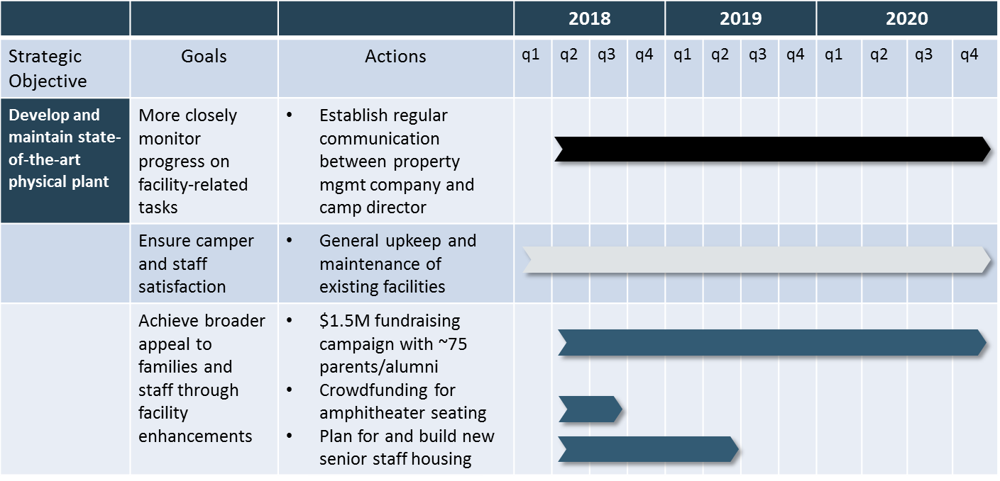 2018 2019 2020
Strategic
Objective
Goals
Actions
q1 q2 q3 q4 q1 q2 q3 q4 q1 q2 q3 q4
Develop and
maintain state-
of-the-art
physical plant
More closely
monitor
progress on
facility-related
tasks
• Establish regular
communication
between property
mgmt company and
camp director
Ensure camper
and staff
satisfaction
• General upkeep and
maintenance of
existing facilities
Achieve broader
appeal to
families and
staff through
facility
enhancements
• $1.5M fundraising
campaign with ~75
parents/alumni
• Crowdfunding for
amphitheater seating
• Plan for and build new
senior staff housing